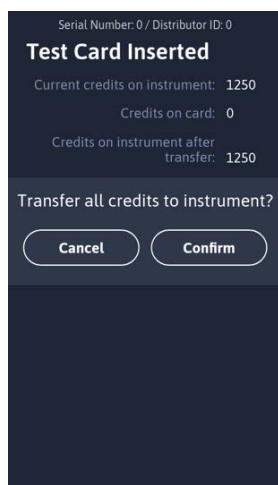 Serial Number: 0 / Distributor ID: 0
Test Card Inserted
Current credits on instrument: 1250
Credits on card: 0
Credits on instrument after
transfer: 1250
Transfer all credits to instrument?
Cancel Confirm